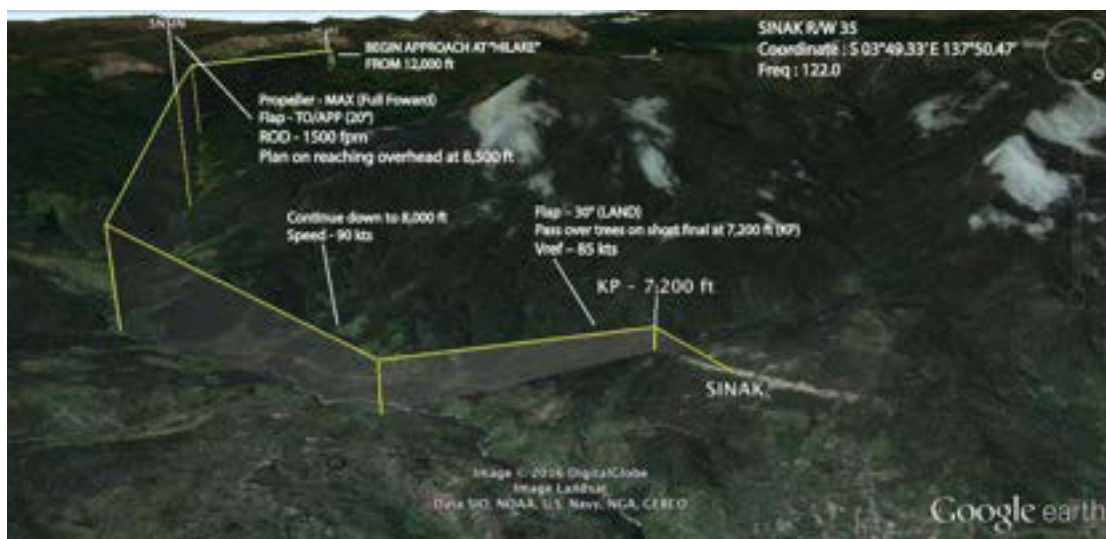 SINAK R/W 35
Coordinate : S 03°49.33' E 137°50.47'
Freq : 122.0
BEGIN APPROACH AT "HILAKE"
FROM 12,000 ft
Propeller - MAX (Full Foward)
Flap - TO/APP (20°)
ROD - 1500 fpm
Plan on reaching overhead at 8,500 ft
Continue down to 8,000 ft
Speed - 90 kts
Flap - 30° (LAND)
Pass over trees on short final at 7,200 ft (KP)
Vref - 85 kts
KP - 7,200 ft
SINAK
Image © 2016 DigitalGlobe
Image Landsat
Data SIO, NOAA, U.S. Navy, NGA, GEBCO
Google earth